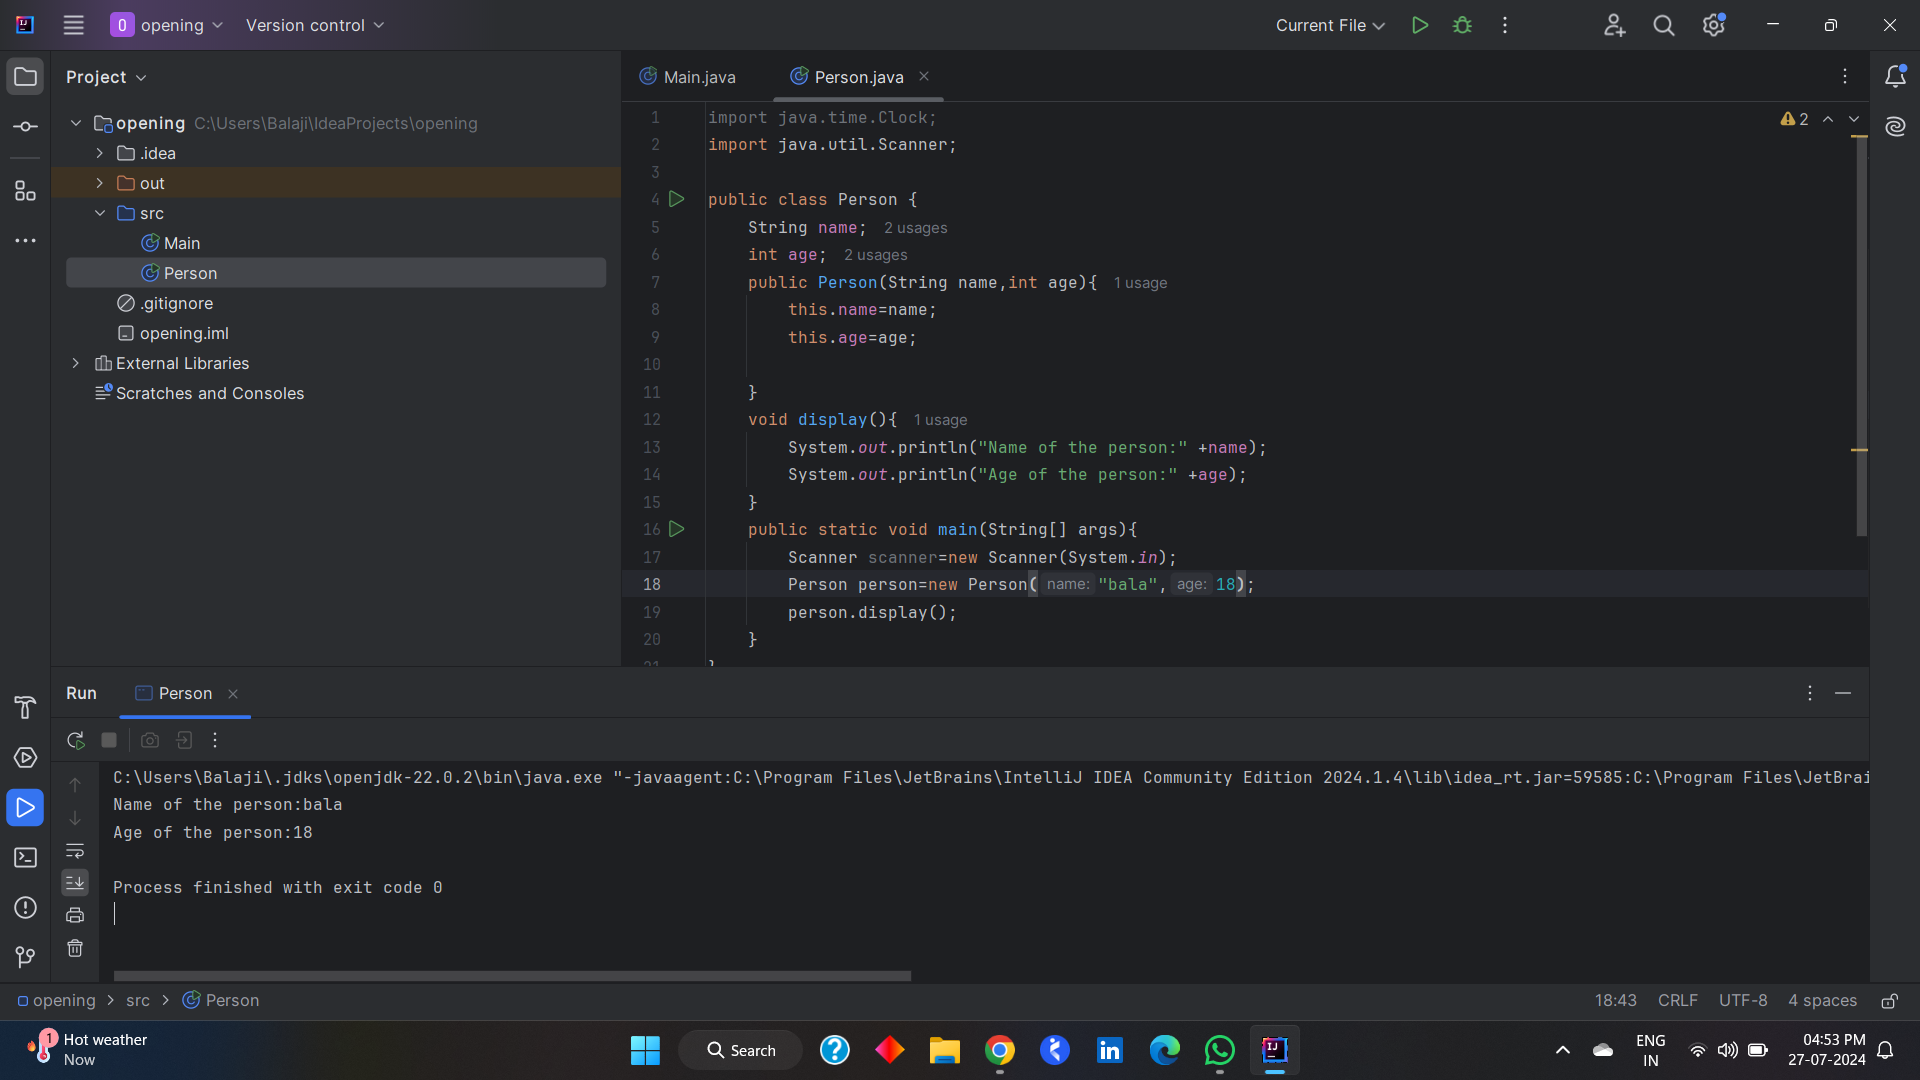 opening
Version control
Current File
Project
Main.java
Person.java
opening C:\Users\Balaji\IdeaProjects\opening
.idea
out
src
Main
Person
.gitignore
opening.iml
External Libraries
Scratches and Consoles
2
1 import java.time.Clock;
2 import java.util.Scanner;
3
4 public class Person {
5 String name; 2 usages
6 int age; 2 usages
7 public Person(String name,int age){ 1 usage
8 this.name=name;
9 this.age=age;
10
11 }
12 void display(){ 1 usage
13 System.out.println("Name of the person:" +name);
14 System.out.println("Age of the person:" +age);
15 }
16 public static void main(String[] args){
17 Scanner scanner=new Scanner(System.in);
18 Person person=new Person( name: "bala", age: 18);
19 person.display();
20 }
Run
Person
C:\Users\Balaji\.jdks\openjdk-22.0.2\bin\java.exe "-javaagent:C:\Program Files\JetBrains\IntelliJ IDEA Community Edition 2024.1.4\lib\idea_rt.jar=59585:C:\Program Files\JetBrai
Name of the person:bala
Age of the person:18
Process finished with exit code 0
opening > src > Person
18:43 CRLF UTF-8 4 spaces
1
Hot weather
Now
Search
ENG
IN
04:53 PM
27-07-2024